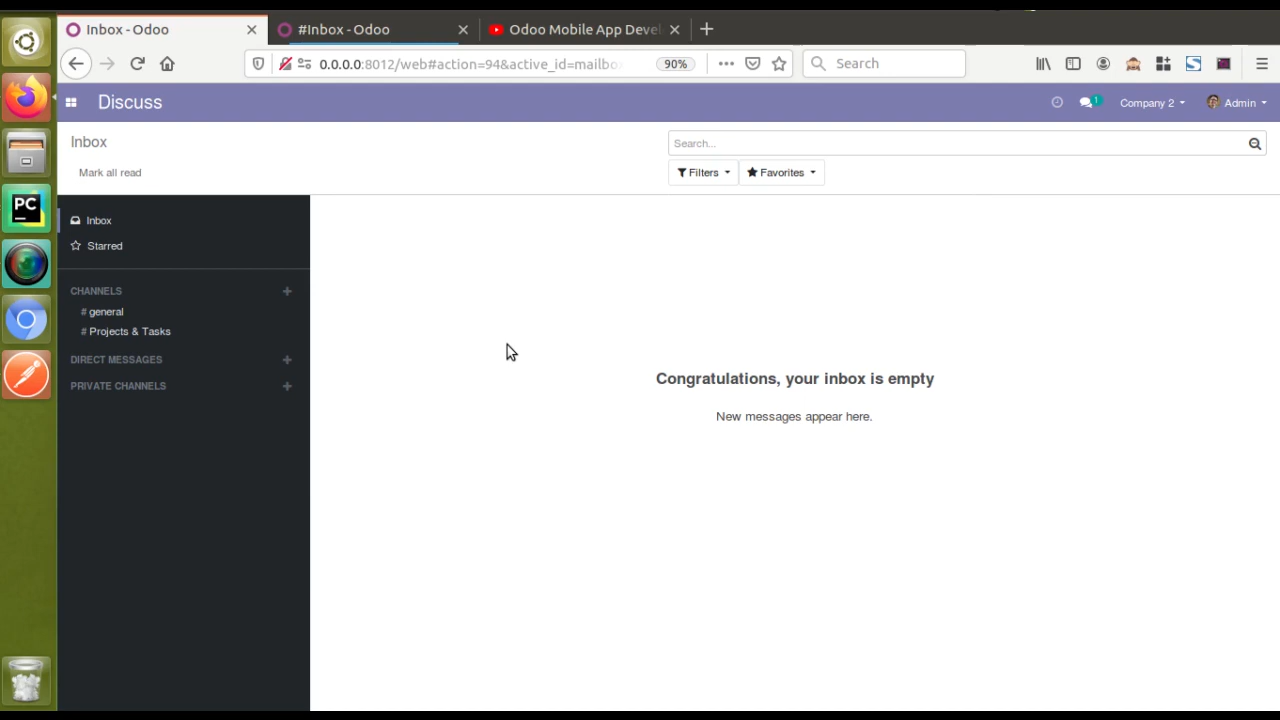 Inbox - Odoo
#Inbox - Odoo
Odoo Mobile App Devel
0.0.0.0:8012/web#action=94&active_id=mailbo
90%
Search
Discuss
1
Company 2
Admin
Inbox
Search...
Mark all read
Filters
Favorites
Inbox
Starred
CHANNELS
# general
# Projects & Tasks
DIRECT MESSAGES
PRIVATE CHANNELS
Congratulations, your inbox is empty
New messages appear here.
PC